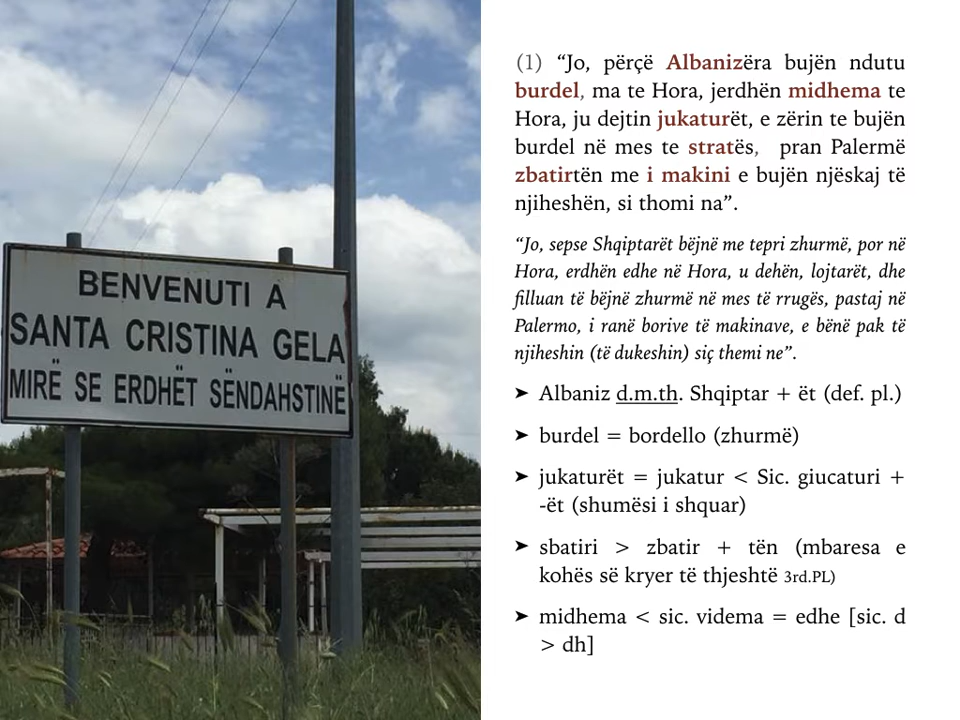 BENVENUTI A
SANTA CRISTINA GELA
MIRË SE ERDHËT SËNDAHSTINË
(1) “Jo, përçë Albanizëra bujën ndutu
burdel, ma te Hora, jerdhën midhema te
Hora, ju dejtin jukaturët, e zërin te bujën
burdel në mes te stratës, pran Palermë
zbatirtën me i makini e bujën njëskaj të
njiheshën, si thomi na”.
“Jo, sepse Shqiptarët bëjnë me tepri zhurmë, por në
Hora, erdhën edhe në Hora, u dehën, lojtarët, dhe
filluan të bëjnë zhurmë në mes të rrugës, pastaj në
Palermo, i ranë borive të makinave, e bënë pak të
njiheshin (të dukeshin) siç themi ne”.
➤ Albaniz d.m.th. Shqiptar + ët (def. pl.)
➤ burdel = bordello (zhurmë)
➤ jukaturët = jukatur < Sic. giucaturi +
-ët (shumësi i shquar)
➤ sbatiri > zbatir + tën (mbaresa e
kohës së kryer të thjeshtë 3rd.PL)
➤ midhema < sic. videma = edhe [sic. d
> dh]